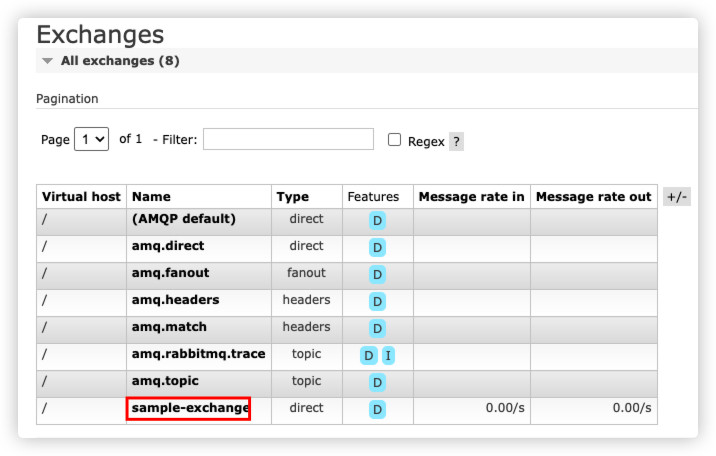 Exchanges
All exchanges (8)
Pagination
Page 1 of 1 - Filter: Regex ?
Virtual host Name Type Features Message rate in Message rate out +/-
/ (AMQP default) direct D
/ amq.direct direct D
/ amq.fanout fanout D
/ amq.headers headers D
/ amq.match headers D
/ amq.rabbitmq.trace topic D I
/ amq.topic topic D
/ sample-exchange direct D 0.00/s 0.00/s